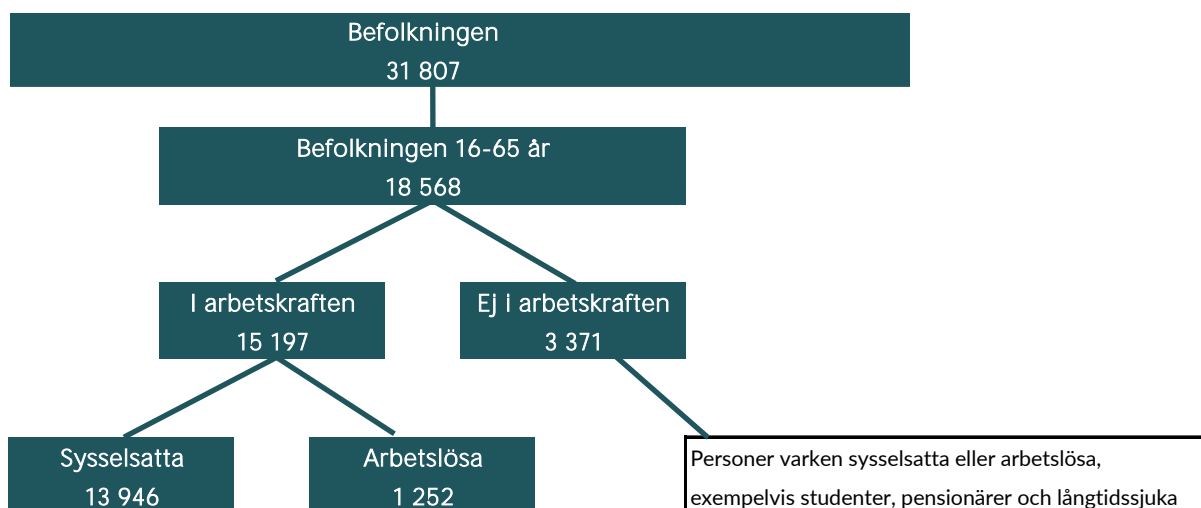 Befolkningen
31 807
Befolkningen 16-65 år
18 568
I arbetskraften
15 197
Ej i arbetskraften
3 371
Sysselsatta
13 946
Arbetslösa
1 252
Personer varken sysselsatta eller arbetslösa,
exempelvis studenter, pensionärer och långtidssjuka